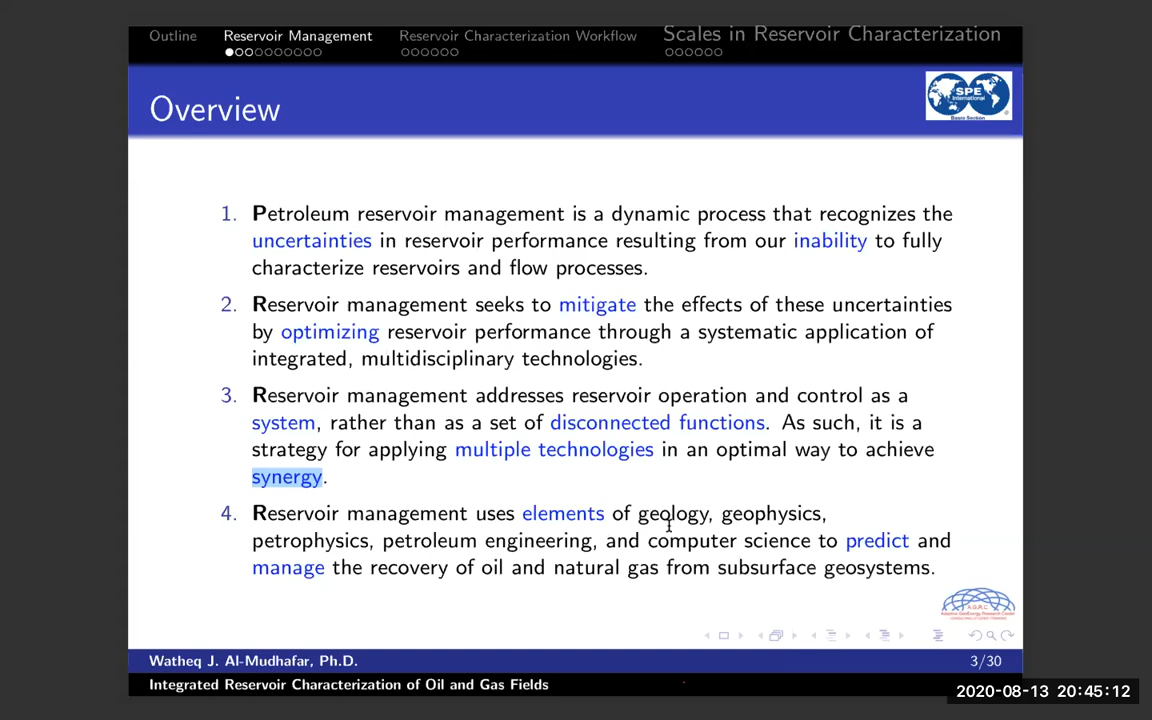 Outline Reservoir Management Reservoir Characterization Workflow Scales in Reservoir Characterization
Overview
SPE
International
Basra Section
1. Petroleum reservoir management is a dynamic process that recognizes the
uncertainties in reservoir performance resulting from our inability to fully
characterize reservoirs and flow processes.
2. Reservoir management seeks to mitigate the effects of these uncertainties
by optimizing reservoir performance through a systematic application of
integrated, multidisciplinary technologies.
3. Reservoir management addresses reservoir operation and control as a
system, rather than as a set of disconnected functions. As such, it is a
strategy for applying multiple technologies in an optimal way to achieve
synergy.
4. Reservoir management uses elements of geology, geophysics,
petrophysics, petroleum engineering, and computer science to predict and
manage the recovery of oil and natural gas from subsurface geosystems.
A.G.R.C
Watheq J. Al-Mudhafar, Ph.D. 3/30
Integrated Reservoir Characterization of Oil and Gas Fields
2020-08-13 20:45:12